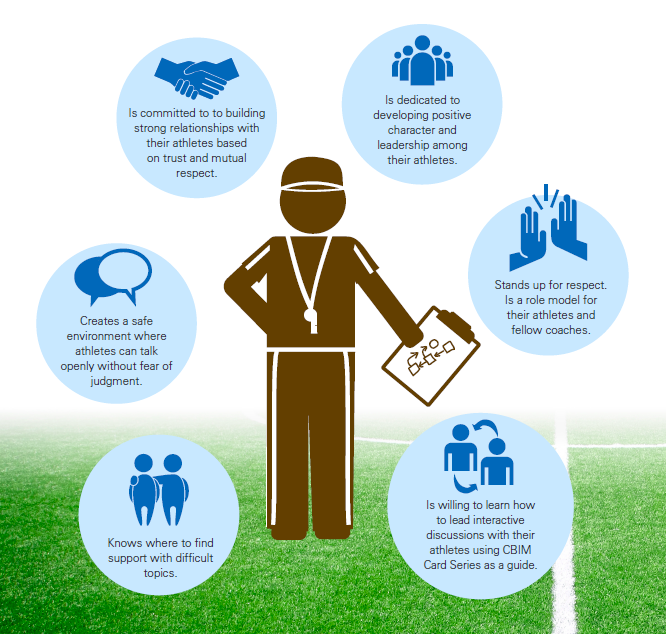 Is committed to to building
strong relationships with
their athletes based
on trust and mutual
respect.
Is dedicated to
developing positive
character and
leadership among
their athletes.
Stands up for respect.
Is a role model for
their athletes and
fellow coaches.
Creates a safe
environment where
athletes can talk
openly without fear of
judgment.
Knows where to find
support with difficult
topics.
Is willing to learn how
to lead interactive
discussions with their
athletes using CBIM
Card Series as a guide.